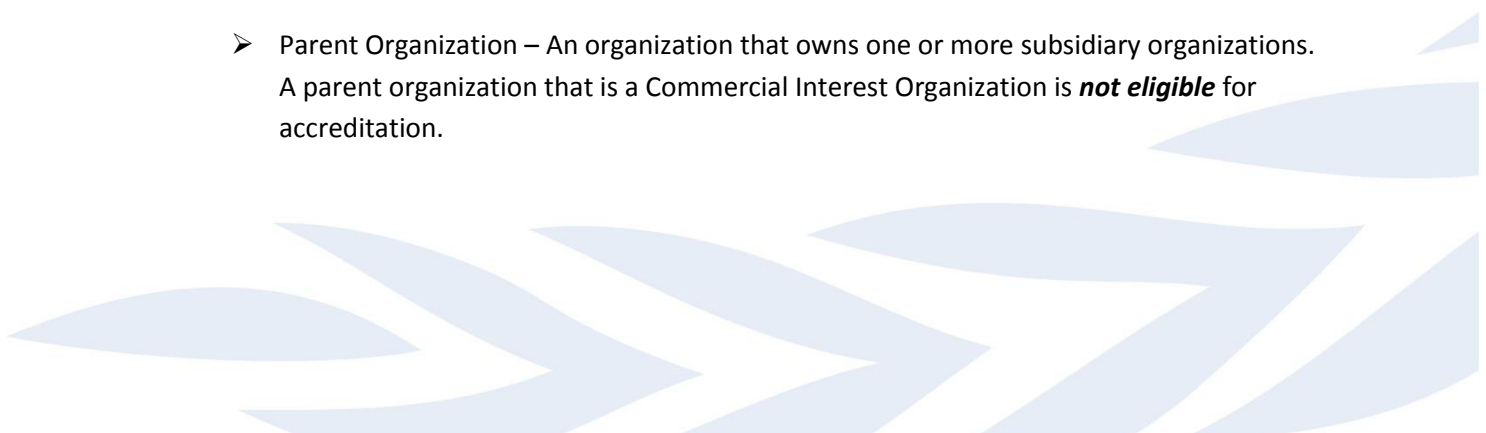 ➢ Parent Organization – An organization that owns one or more subsidiary organizations.
A parent organization that is a Commercial Interest Organization is not eligible for
accreditation.